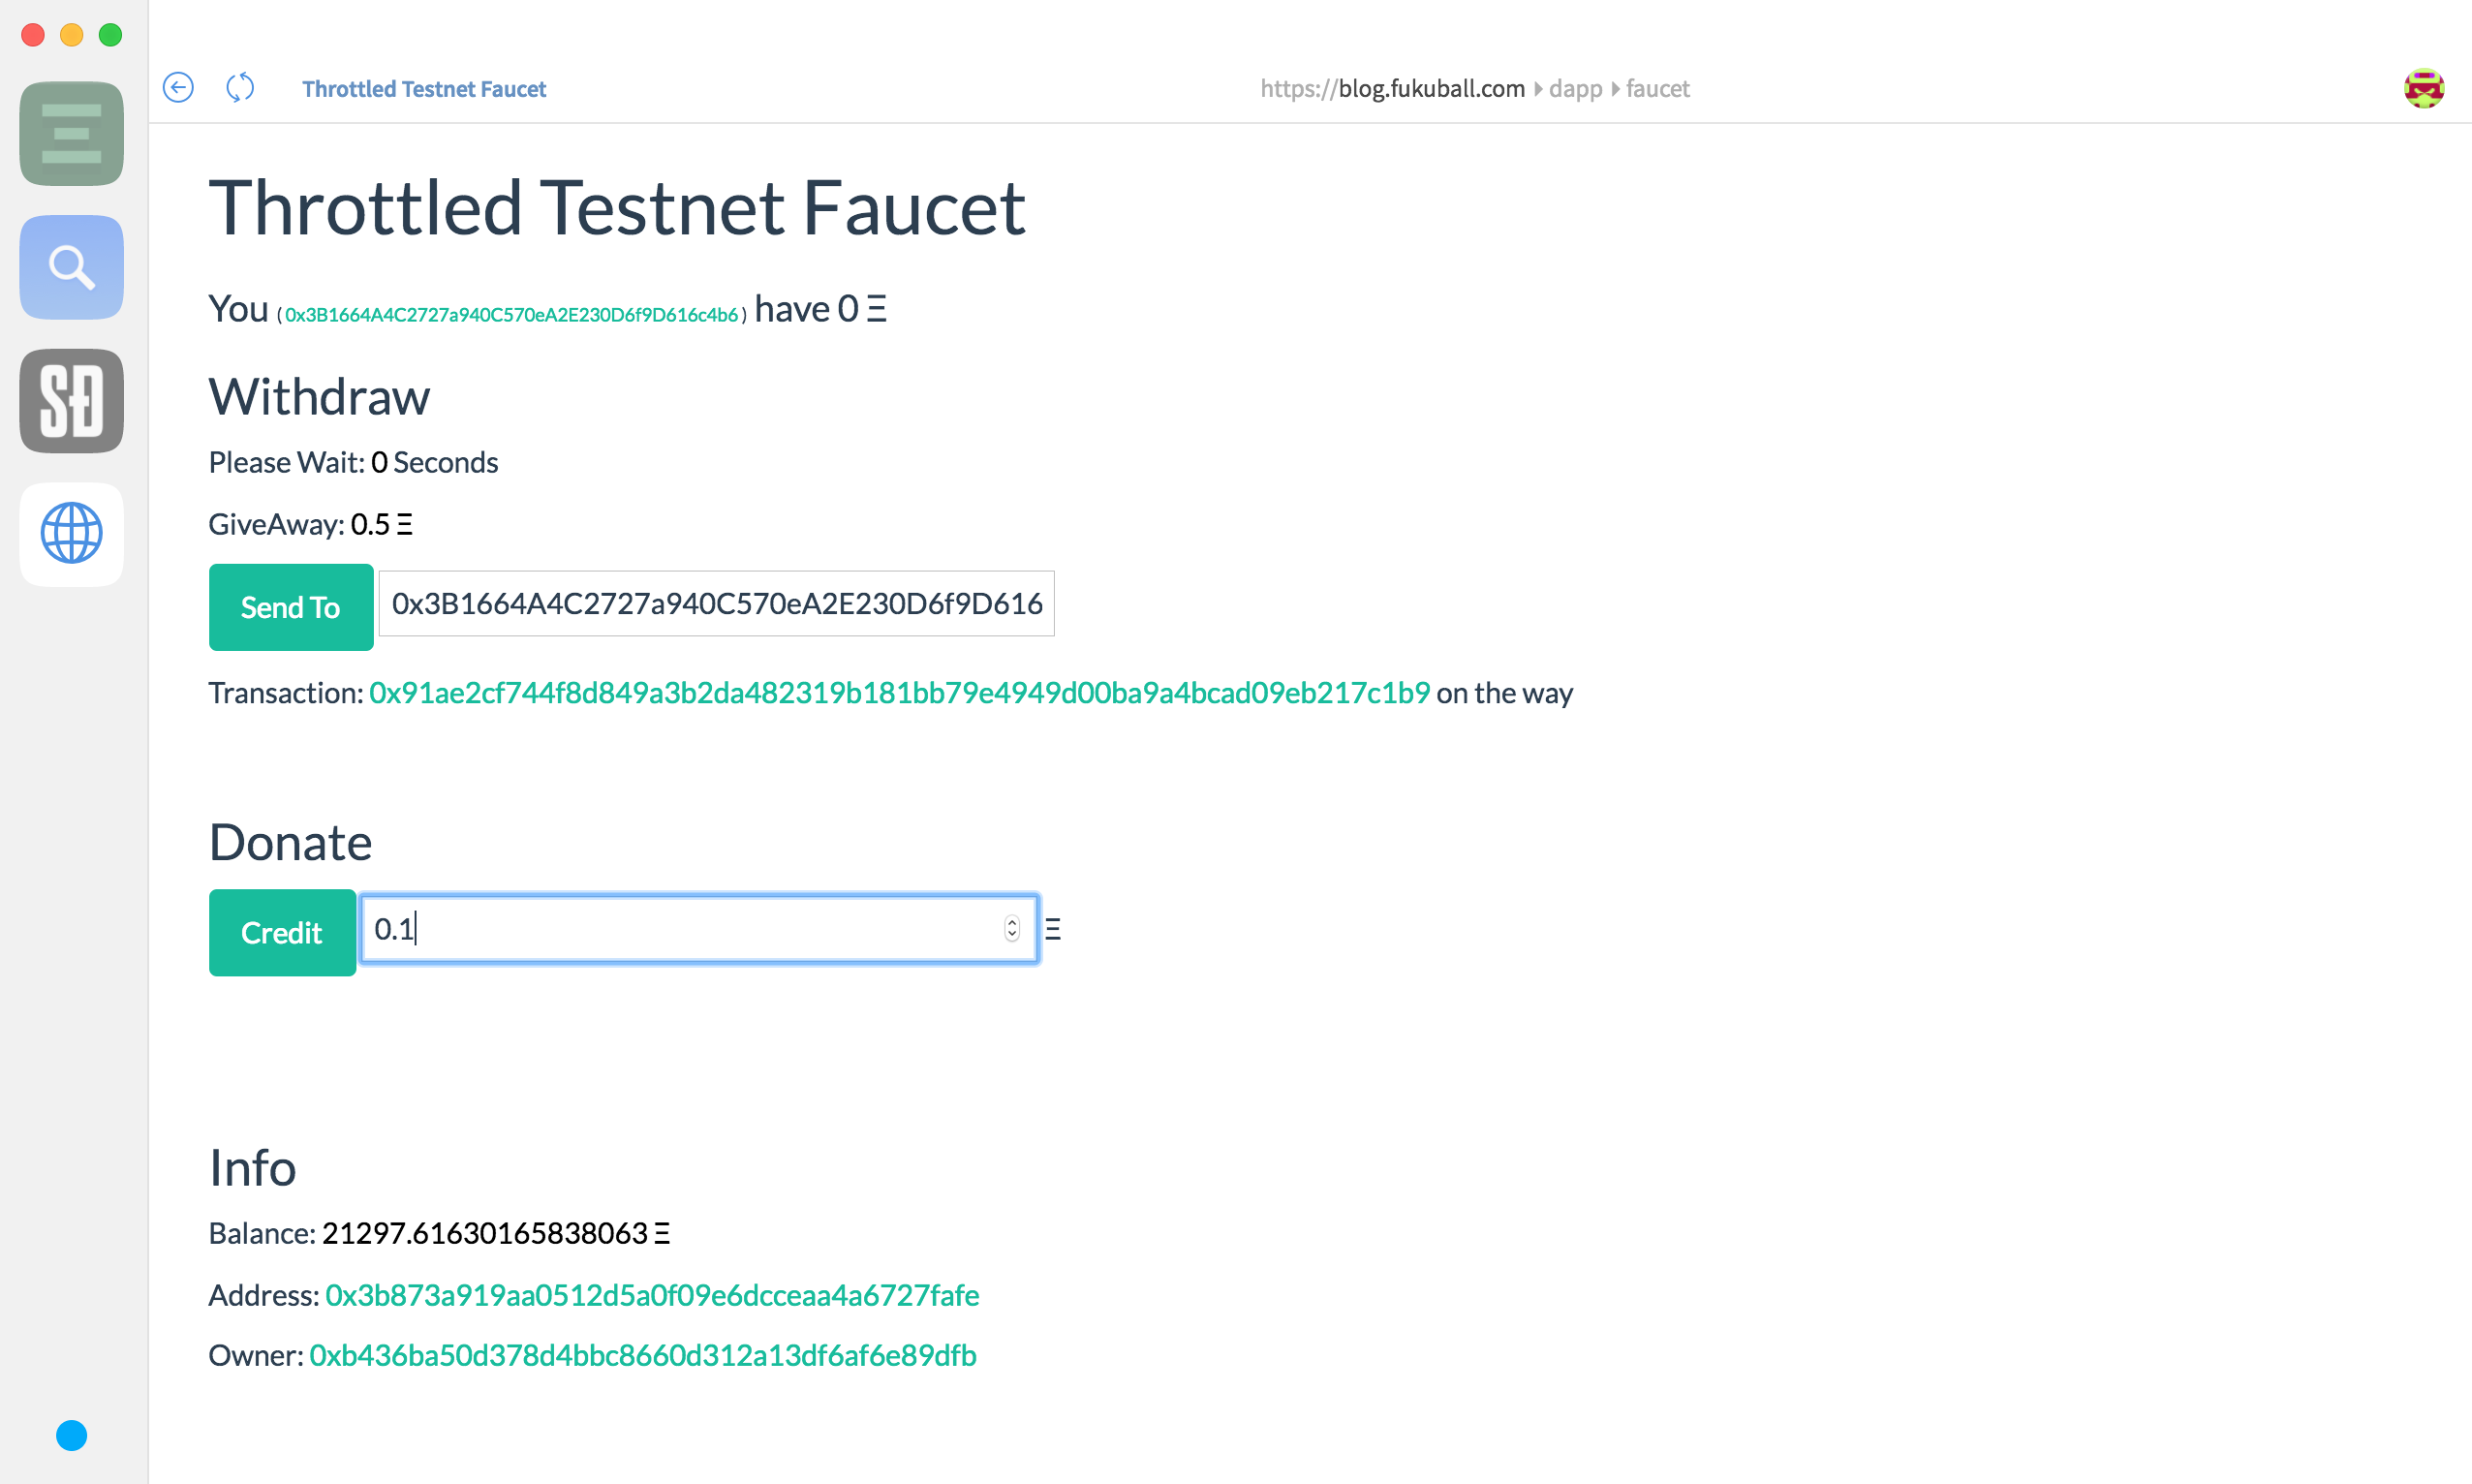 Throttled Testnet Faucet
https://blog.fukuball.com dapp faucet
Throttled Testnet Faucet
You (0x3B1664A4C2727a940C570eA2E230D6f9D616c4b6) have 0 Ξ
Withdraw
Please Wait: 0 Seconds
GiveAway: 0.5 Ξ
Send To 0x3B1664A4C2727a940C570eA2E230D6f9D616
Transaction: 0x91ae2cf744f8d849a3b2da482319b181bb79e4949d00ba9a4bcad09eb217c1b9 on the way
Donate
Credit 0.1 Ξ
Info
Balance: 21297.61630165838063 Ξ
Address: 0x3b873a919aa0512d5a0f09e6dcceaa4a6727fafe
Owner: 0xb436ba50d378d4bbc8660d312a13df6af6e89dfb